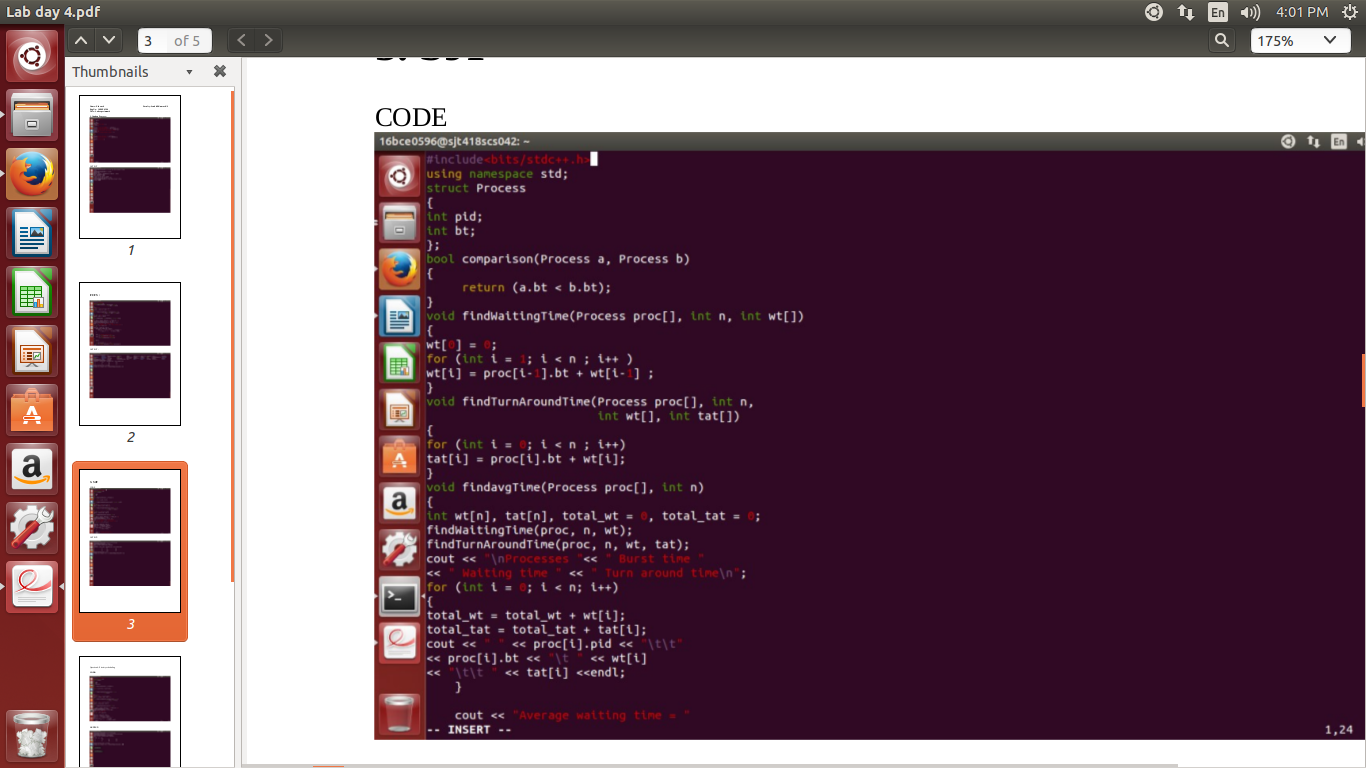 Lab day 4.pdf
En
4:01 PM
3 of 5
175%
Thumbnails
1
2
3
CODE
16bce0596@sjt418scs042: ~
En
#include<bits/stdc++.h>
using namespace std;
struct Process
{
int pid;
int bt;
};
bool comparison(Process a, Process b)
{
return (a.bt < b.bt);
}
void findWaitingTime(Process proc[], int n, int wt[])
{
wt[0] = 0;
for (int i = 1; i < n ; i++ )
wt[i] = proc[i-1].bt + wt[i-1] ;
}
void findTurnAroundTime(Process proc[], int n,
int wt[], int tat[])
{
for (int i = 0; i < n ; i++)
tat[i] = proc[i].bt + wt[i];
}
void findavgTime(Process proc[], int n)
{
int wt[n], tat[n], total_wt = 0, total_tat = 0;
findWaitingTime(proc, n, wt);
findTurnAroundTime(proc, n, wt, tat);
cout << "\nProcesses "<< " Burst time "
<< " Waiting time " << " Turn around time\n";
for (int i = 0; i < n; i++)
{
total_wt = total_wt + wt[i];
total_tat = total_tat + tat[i];
cout << " " << proc[i].pid << "\t\t"
<< proc[i].bt << "\t " << wt[i]
<< "\t\t " << tat[i] <<endl;
}
cout << "Average waiting time = "
-- INSERT --
1,24